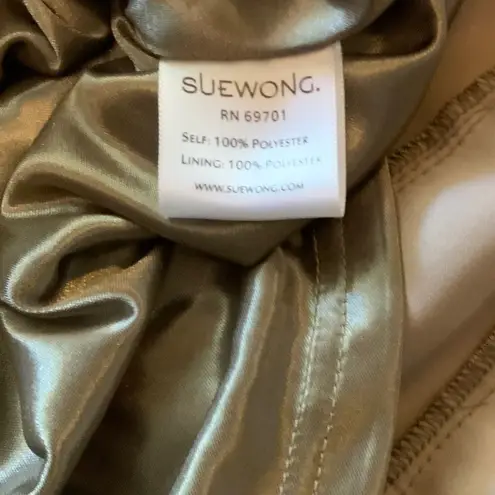 SUEWONG.
RN 69701
SELF: 100% POLYESTER
LINING: 100% POLYESTER
WWW.SUEWONG.COM